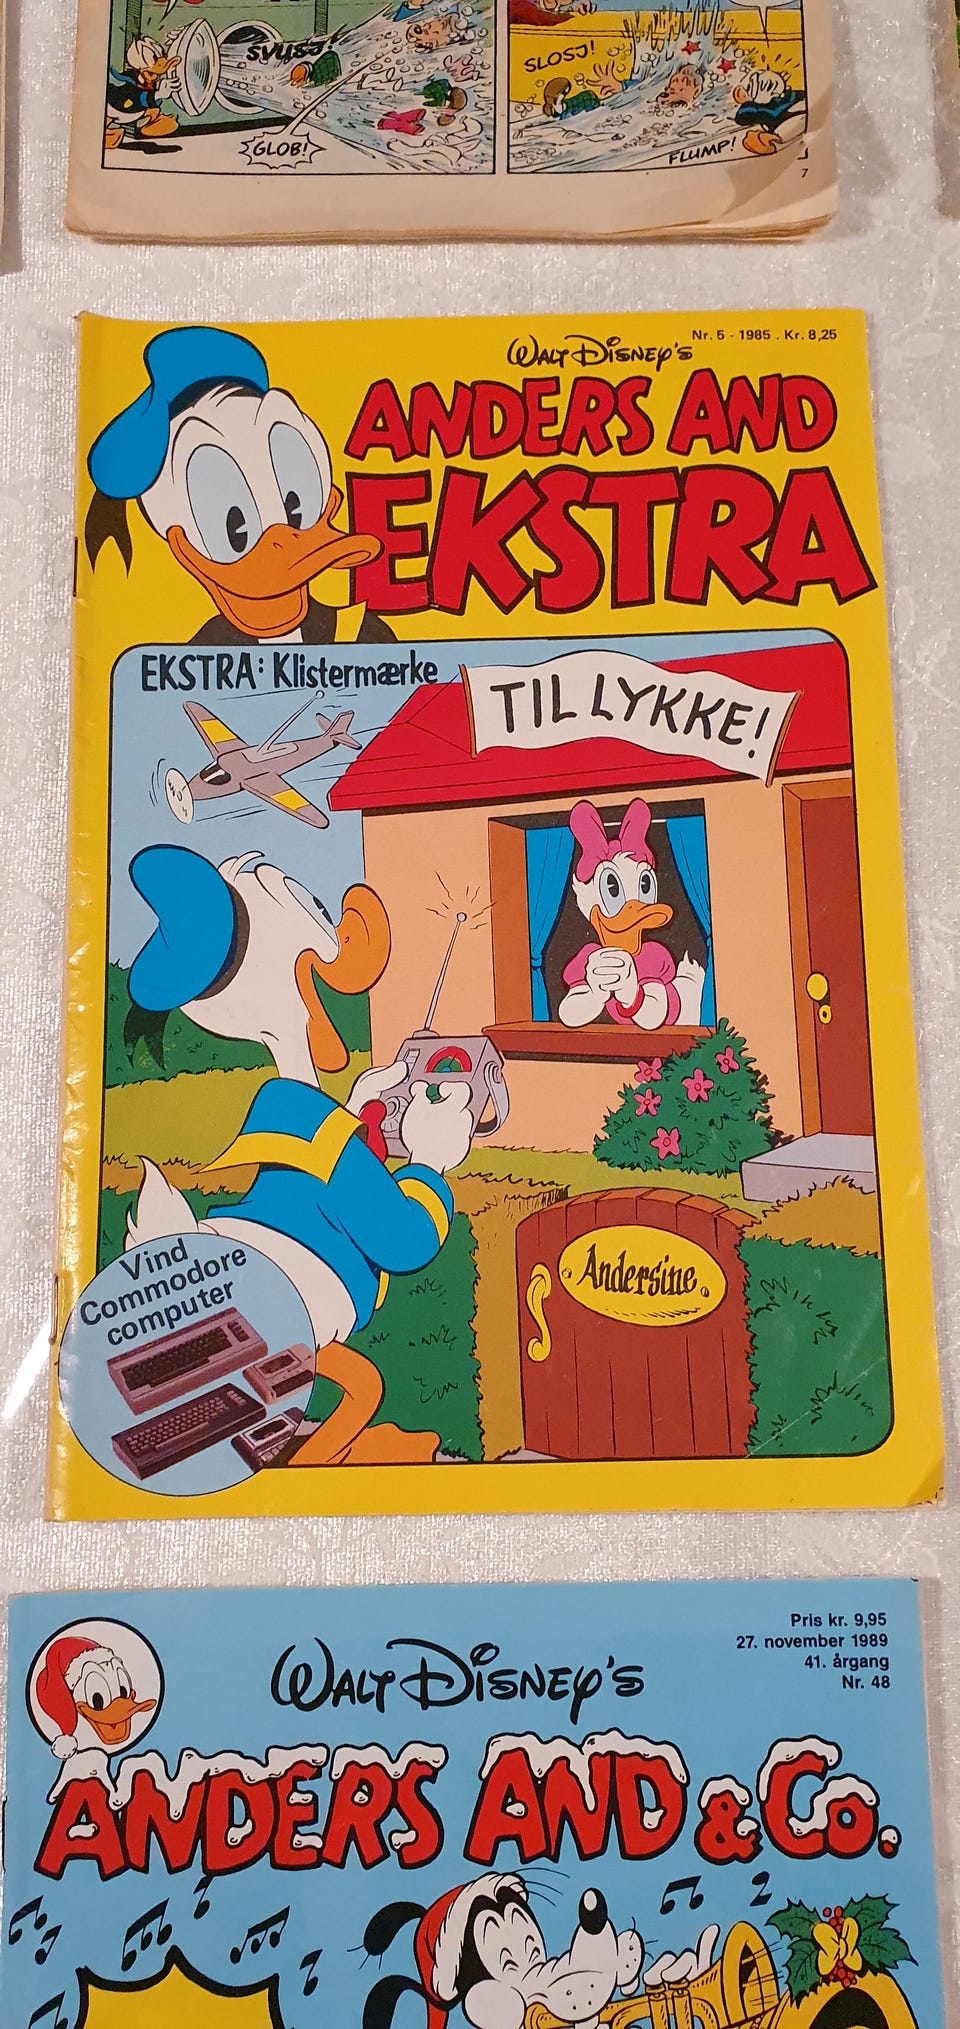 SVUSJ!
GLOB!
SLOSJ!
FLUMP!
7
Nr. 5 - 1985 . Kr. 8,25
WALT DISNEY'S
ANDERS AND
EKSTRA
EKSTRA: Klistermærke
TIL LYKKE!
Andersine
Vind
Commodore
computer
Pris kr. 9,95
27. november 1989
41. årgang
Nr. 48
WALT DISNEY'S
ANDERS AND & Co.